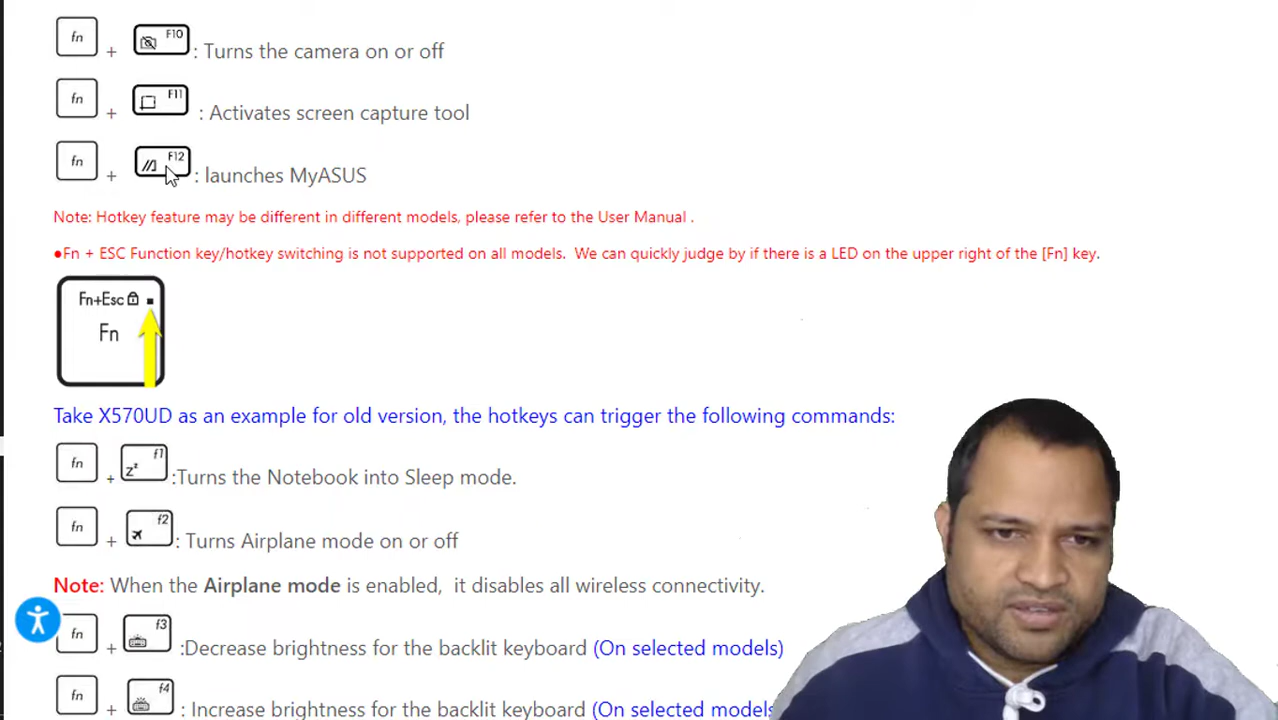 fn + F10 : Turns the camera on or off
fn + F11 : Activates screen capture tool
fn + F12 : launches MyASUS
Note: Hotkey feature may be different in different models, please refer to the User Manual .
●Fn + ESC Function key/hotkey switching is not supported on all models. We can quickly judge by if there is a LED on the upper right of the [Fn] key.
Fn+Esc
Fn
Take X570UD as an example for old version, the hotkeys can trigger the following commands:
fn + f1 zz :Turns the Notebook into Sleep mode.
fn + f2 : Turns Airplane mode on or off
Note: When the Airplane mode is enabled, it disables all wireless connectivity.
fn + f3 :Decrease brightness for the backlit keyboard (On selected models)
fn + f4 : Increase brightness for the backlit keyboard (On selected models